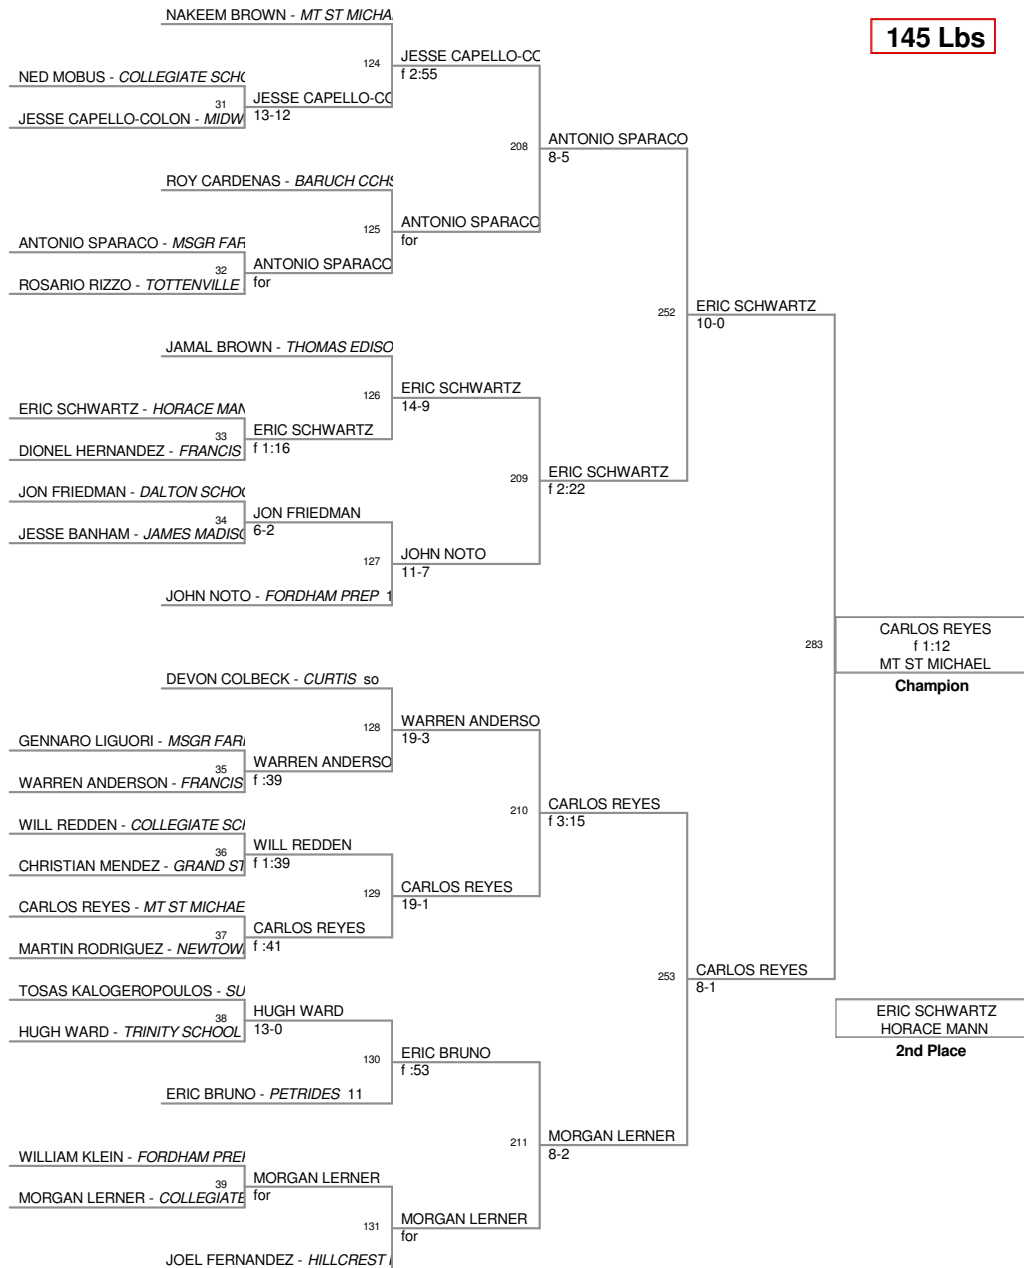 NAKEEM BROWN - MT ST MICHA
145 Lbs
124
JESSE CAPELLO-CO
f 2:55
NED MOBUS - COLLEGIATE SCHO
31
JESSE CAPELLO-CO
13-12
JESSE CAPELLO-COLON - MIDW
208
ANTONIO SPARACO
8-5
ROY CARDENAS - BARUCH CCHS
125
ANTONIO SPARACO
for
ANTONIO SPARACO - MSGR FAR
32
ANTONIO SPARACO
for
ROSARIO RIZZO - TOTTENVILLE
252
ERIC SCHWARTZ
10-0
JAMAL BROWN - THOMAS EDISO
126
ERIC SCHWARTZ
14-9
ERIC SCHWARTZ - HORACE MAN
33
ERIC SCHWARTZ
f 1:16
DIONEL HERNANDEZ - FRANCIS
209
ERIC SCHWARTZ
f 2:22
JON FRIEDMAN - DALTON SCHOO
34
JON FRIEDMAN
6-2
JESSE BANHAM - JAMES MADISO
127
JOHN NOTO
11-7
JOHN NOTO - FORDHAM PREP 1
283
CARLOS REYES
f 1:12
MT ST MICHAEL
Champion
DEVON COLBECK - CURTIS so
128
WARREN ANDERSO
19-3
GENNARO LIGUORI - MSGR FAR
35
WARREN ANDERSO
f :39
WARREN ANDERSON - FRANCIS
210
CARLOS REYES
f 3:15
WILL REDDEN - COLLEGIATE SCH
36
WILL REDDEN
f 1:39
CHRISTIAN MENDEZ - GRAND ST
129
CARLOS REYES
19-1
CARLOS REYES - MT ST MICHAE
37
CARLOS REYES
f :41
MARTIN RODRIGUEZ - NEWTOW
253
CARLOS REYES
8-1
TOSAS KALOGEROPOULOS - SU
38
HUGH WARD
13-0
HUGH WARD - TRINITY SCHOOL
ERIC SCHWARTZ
HORACE MANN
2nd Place
130
ERIC BRUNO
f :53
ERIC BRUNO - PETRIDES 11
211
MORGAN LERNER
8-2
WILLIAM KLEIN - FORDHAM PREP
39
MORGAN LERNER
for
MORGAN LERNER - COLLEGIATE
131
MORGAN LERNER
for
JOEL FERNANDEZ - HILLCREST